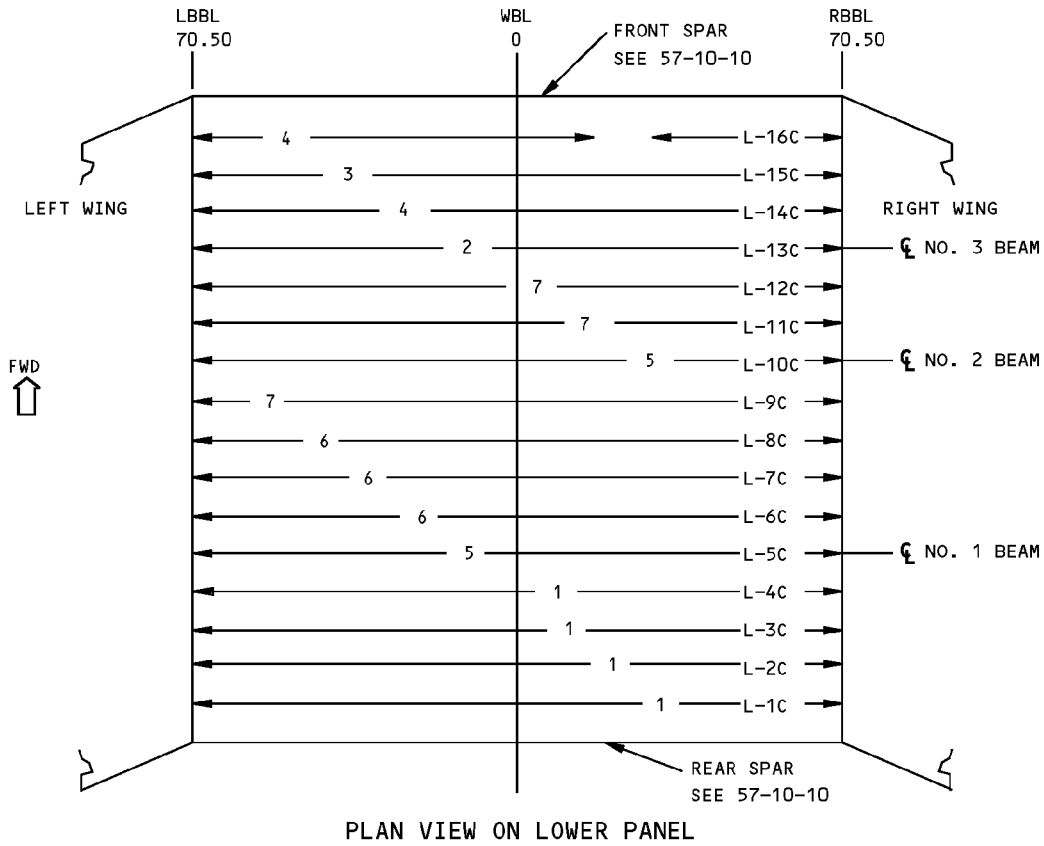 LBBL
70.50
WBL
0
RBBL
70.50
FRONT SPAR
SEE 57-10-10
4 L-16C
3 L-15C
LEFT WING
4 L-14C
RIGHT WING
2 L-13C ℄ NO. 3 BEAM
7 L-12C
7 L-11C
5 L-10C ℄ NO. 2 BEAM
FWD
7 L-9C
6 L-8C
6 L-7C
6 L-6C
5 L-5C ℄ NO. 1 BEAM
1 L-4C
1 L-3C
1 L-2C
1 L-1C
REAR SPAR
SEE 57-10-10
PLAN VIEW ON LOWER PANEL